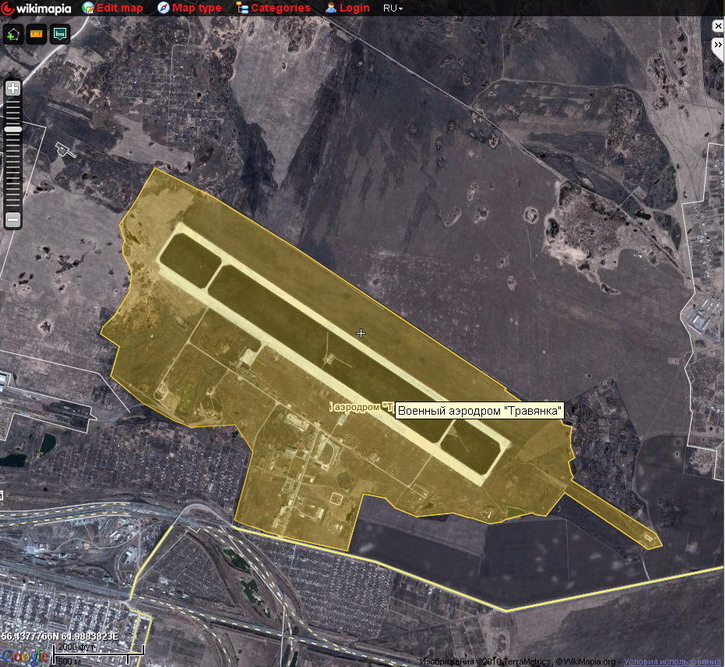 wikimapia Edit map Map type Categories Login RU
аэродром "Т
Военный аэродром "Травянка"
56.4377766N 61.9883823E
2000 фут.
500 м
Google
Изображения ©2010 TerraMetrics, ©WikiMapia.org - Условия использования